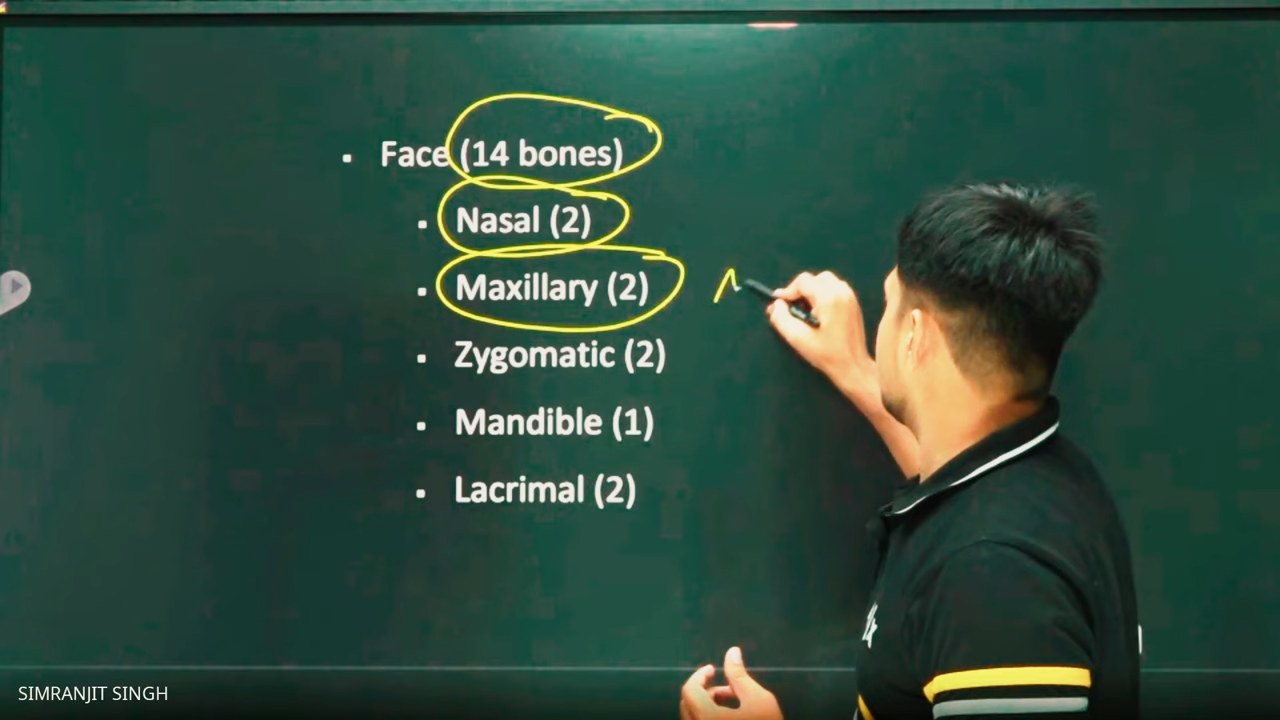 Face (14 bones)
Nasal (2)
Maxillary (2)
Zygomatic (2)
Mandible (1)
Lacrimal (2)
SIMRANJIT SINGH